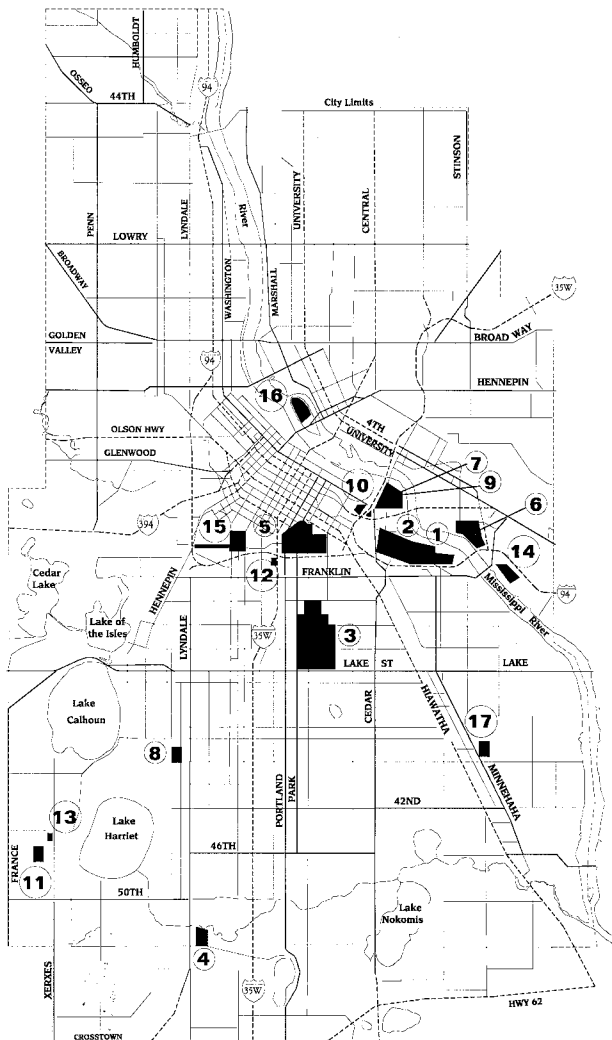 HUMBOLDT
OSSEO
94
44TH
City Limits
STINSON
UNIVERSITY
CENTRAL
River
PENN
LYNDALE
LOWRY
WASHINGTON
MARSHALL
BROADWAY
35W
GOLDEN
VALLEY
BROAD WAY
94
HENNEPIN
16
4TH
UNIVERSITY
OLSON HWY
GLENWOOD
7
9
10
6
394
15
5
2
1
14
12
FRANKLIN
Cedar
Lake
HENNEPIN
Mississippi
River
94
Lake of
the Isles
LYNDALE
35W
3
LAKE ST
LAKE
CEDAR
HIAWATHA
Lake
Calhoun
17
8
MINNEHAHA
PORTLAND
PARK
42ND
13
Lake
Harriet
46TH
FRANCE
11
50TH
Lake
Nokomis
4
XERXES
35W
HWY 62
CROSSTOWN